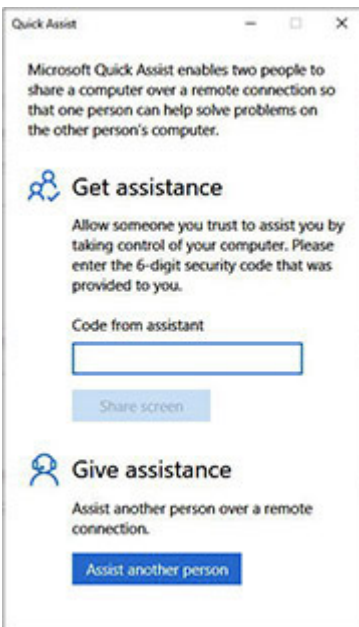 Quick Assist
Microsoft Quick Assist enables two people to
share a computer over a remote connection so
that one person can help solve problems on
the other person's computer.
Get assistance
Allow someone you trust to assist you by
taking control of your computer. Please
enter the 6-digit security code that was
provided to you.
Code from assistant
Share screen
Give assistance
Assist another person over a remote
connection.
Assist another person